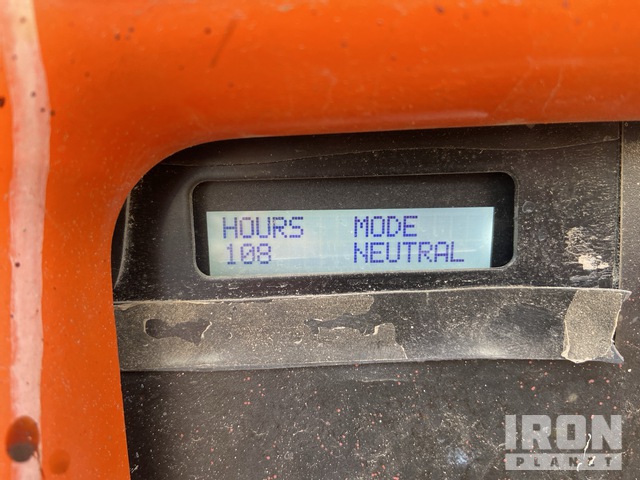 HOURS MODE
108 NEUTRAL
IRON
PLANET